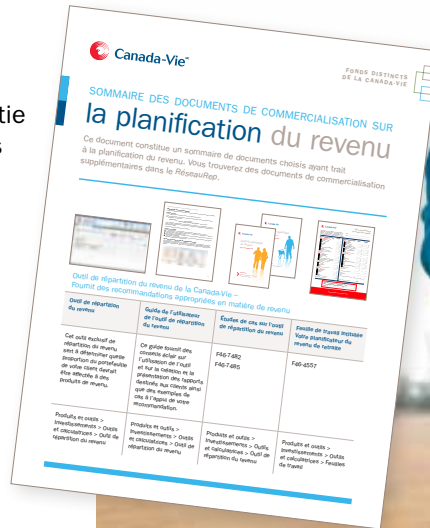 tie
s
Canada-Vie
FONDS DISTINCTS
DE LA CANADA-VIE
SOMMAIRE DES DOCUMENTS DE COMMERCIALISATION SUR
la planification du revenu
Ce document constitue un sommaire de documents choisis ayant trait
à la planification du revenu. Vous trouverez des documents de commercialisation
supplémentaires dans le RéseauRep.
Outil de répartition du revenu de la Canada-Vie –
Fournit des recommandations appropriées en matière de revenu
Outil de répartition
du revenu
Cet outil exclusif de
répartition du revenu
sert à déterminer quelle
proportion du portefeuille
de votre client devrait
être affectée à des
produits de revenu.
Produits et outils >
Investissements > Outils
et calculatrices > Outil de
répartition du revenu
Guide de l'utilisateur
de l'outil de répartition
du revenu
Ce guide fournit des
conseils éclair sur
l'utilisation de l'outil
et sur la création et la
présentation des rapports
destinés aux clients ainsi
que des exemples de
cas à l'appui de votre
recommandation.
Produits et outils >
Investissements > Outils
et calculatrices > Outil de
répartition du revenu
Études de cas sur l'outil
de répartition du revenu
F46-7482
F46-7485
Produits et outils >
Investissements > Outils
et calculatrices > Outil de
répartition du revenu
Feuille de travail intitulée
Votre planificateur du
revenu de retraite
F46-4557
Produits et outils >
Investissements > Outils
et calculatrices > Feuilles
de travail